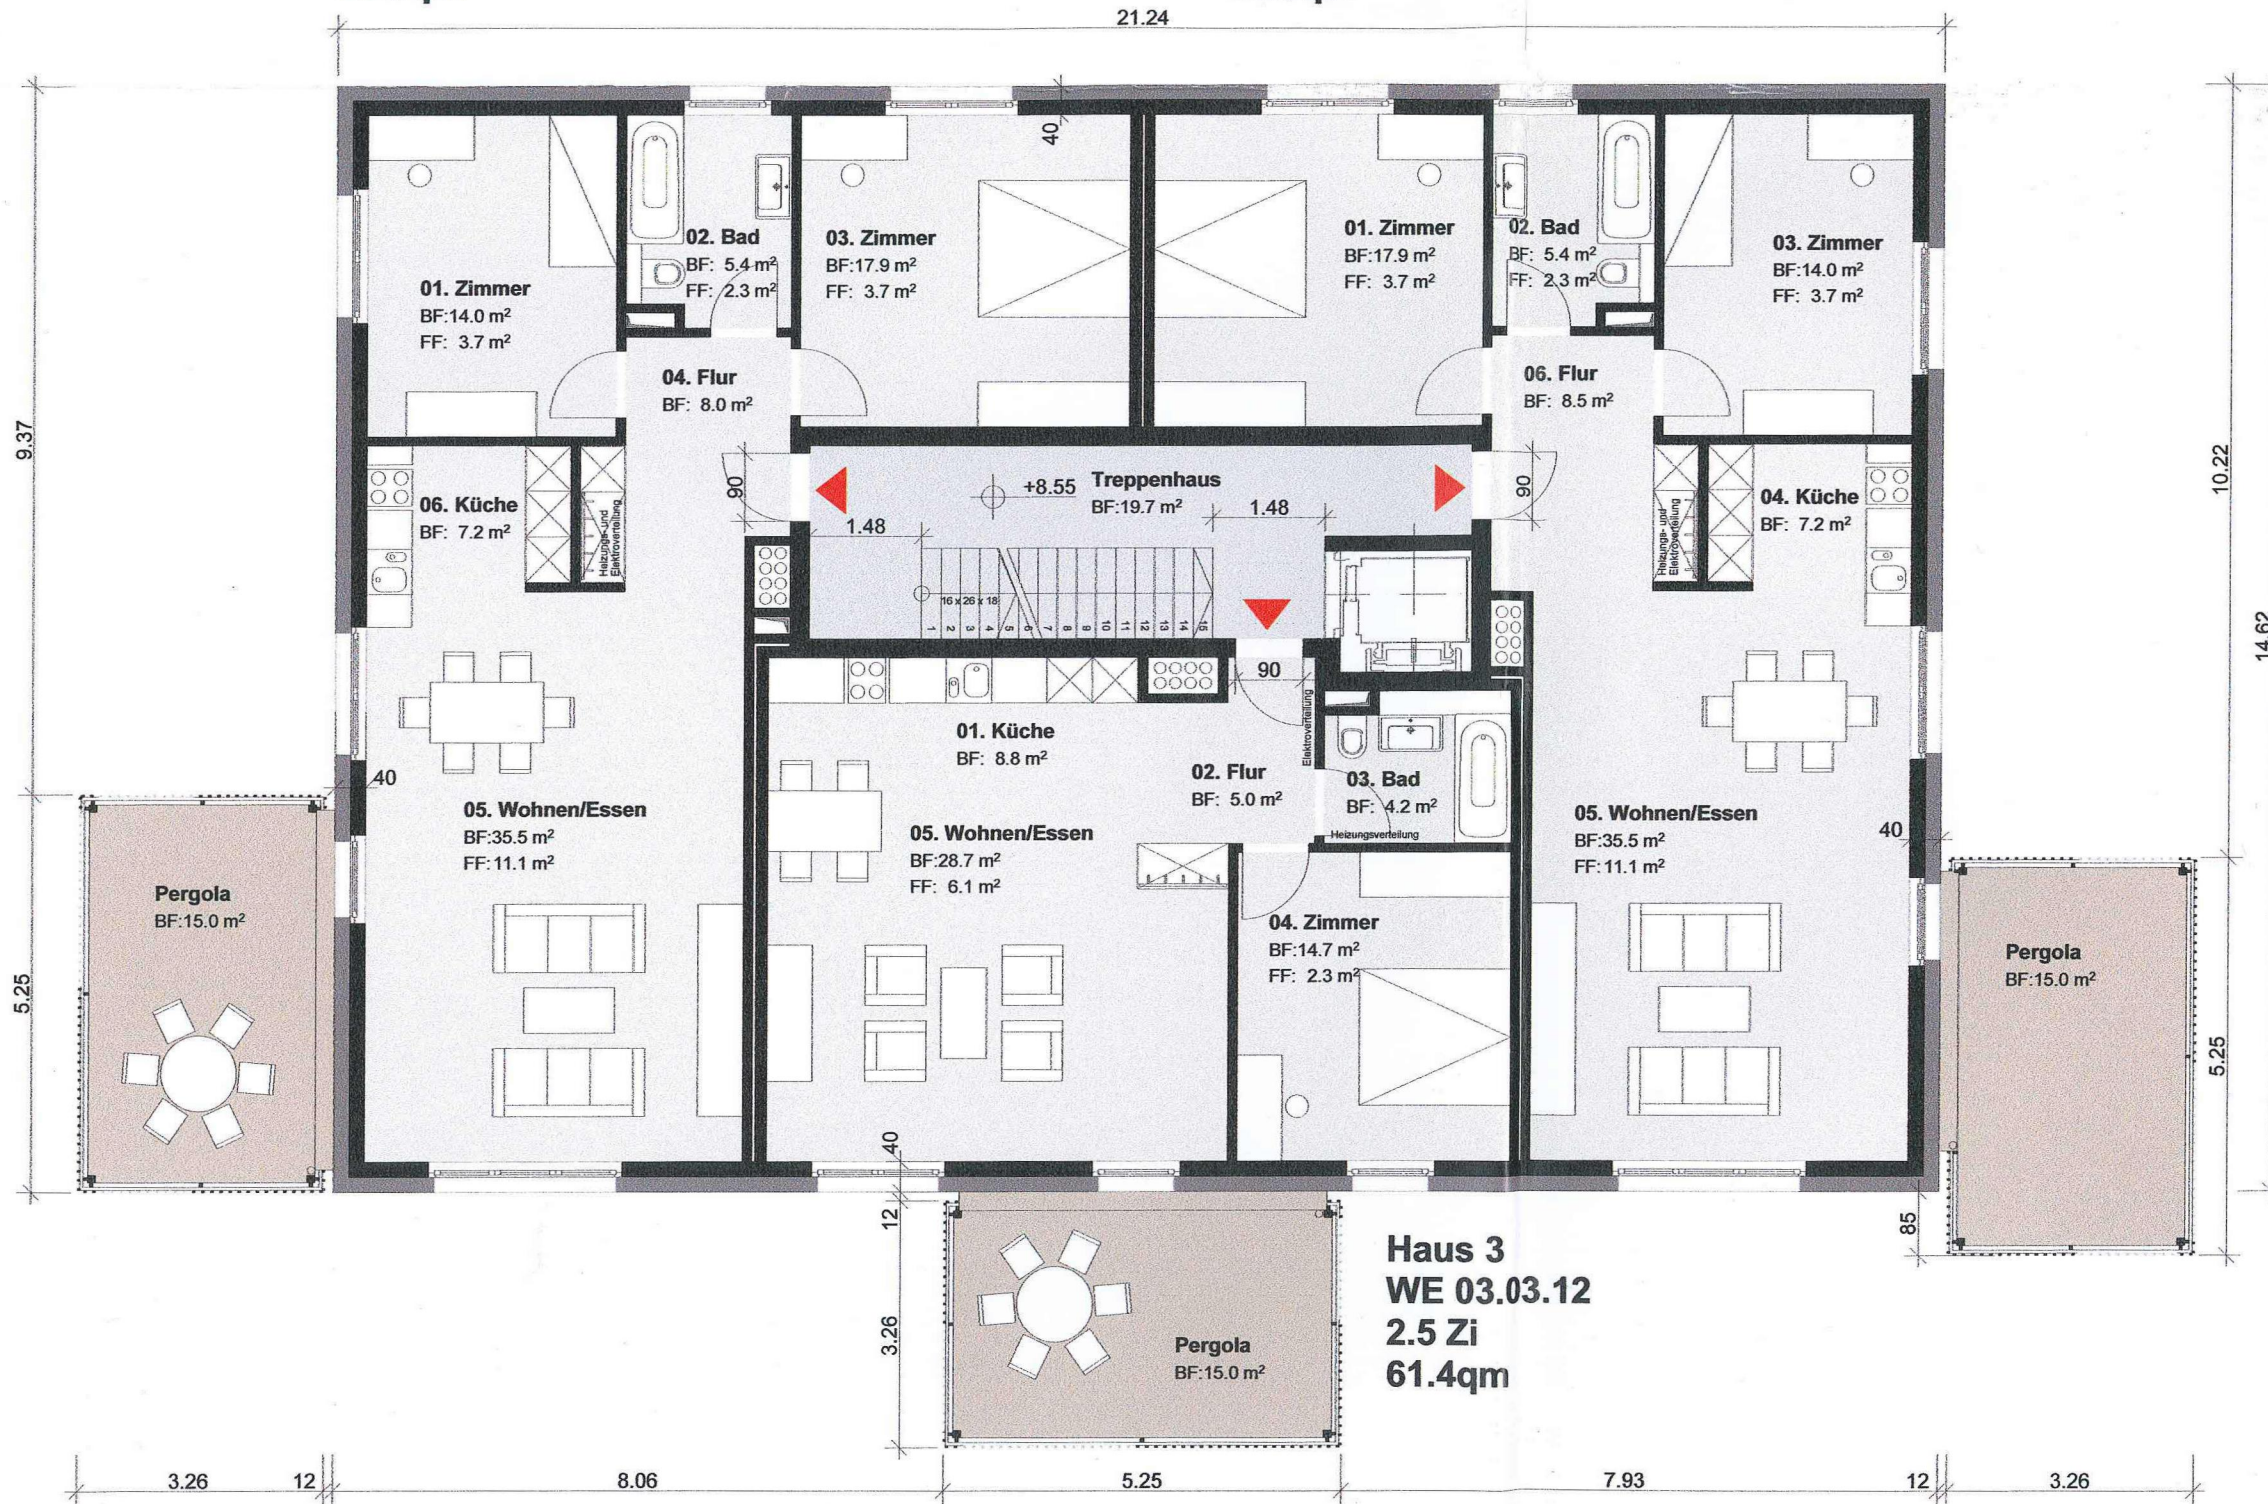 21.24
40
01. Zimmer
BF:14.0 m²
FF: 3.7 m²
02. Bad
BF: 5.4 m²
FF: 2.3 m²
03. Zimmer
BF:17.9 m²
FF: 3.7 m²
01. Zimmer
BF:17.9 m²
FF: 3.7 m²
02. Bad
BF: 5.4 m²
FF: 2.3 m²
03. Zimmer
BF:14.0 m²
FF: 3.7 m²
04. Flur
BF: 8.0 m²
06. Flur
BF: 8.5 m²
9.37
10.22
14.62
06. Küche
BF: 7.2 m²
Heizungs- und
Elektroverteilung
90
1.48
+8.55
Treppenhaus
BF:19.7 m²
1.48
90
Heizungs- und
Elektroverteilung
04. Küche
BF: 7.2 m²
16 x 26 x 18
1 2 3 4 5 6 7 8 9 10 11 12 13 14 15
90
Elektroverteilung
01. Küche
BF: 8.8 m²
02. Flur
BF: 5.0 m²
03. Bad
BF: 4.2 m²
Heizungsverteilung
40
05. Wohnen/Essen
BF:35.5 m²
FF:11.1 m²
05. Wohnen/Essen
BF:28.7 m²
FF: 6.1 m²
05. Wohnen/Essen
BF:35.5 m²
FF:11.1 m²
40
Pergola
BF:15.0 m²
04. Zimmer
BF:14.7 m²
FF: 2.3 m²
Pergola
BF:15.0 m²
5.25
5.25
40
12
85
3.26
Pergola
BF:15.0 m²
Haus 3
WE 03.03.12
2.5 Zi
61.4qm
3.26
12
8.06
5.25
7.93
12
3.26